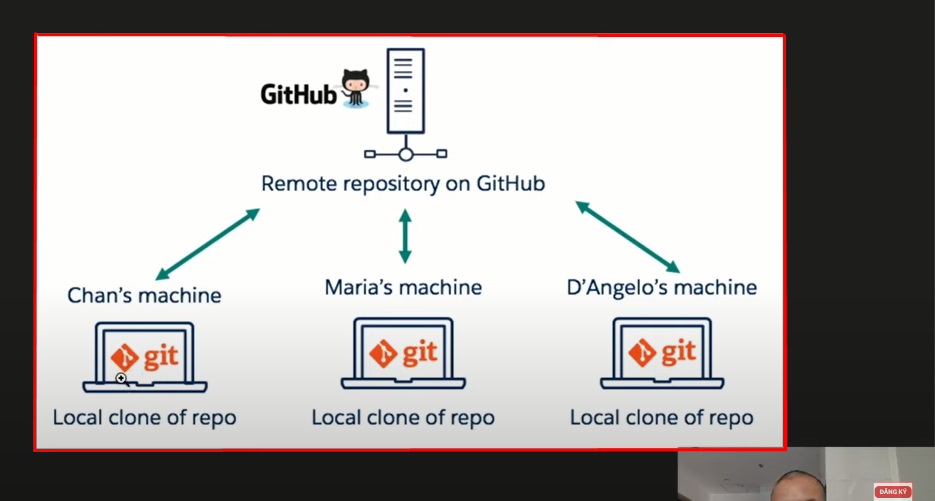 GitHub
Remote repository on GitHub
Chan's machine
Maria's machine
D'Angelo's machine
git
git
git
Local clone of repo
Local clone of repo
Local clone of repo
ĐĂNG KÝ